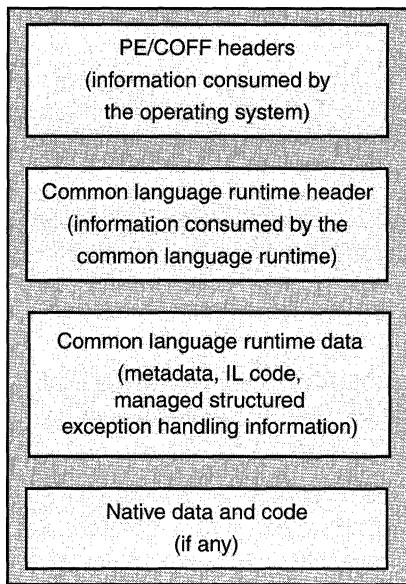 PE/COFF headers
(information consumed by
the operating system)
Common language runtime header
(information consumed by the
common language runtime)
Common language runtime data
(metadata, IL code,
managed structured
exception handling information)
Native data and code
(if any)